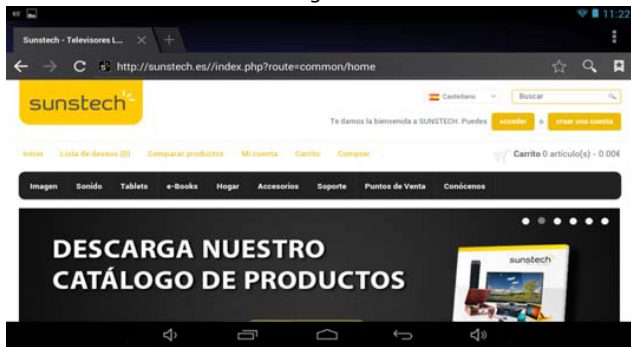 11:22
Sunstech - Televisores L...
http://sunstech.es//index.php?route=common/home
sunstech
Castellano
Buscar
Te damos la bienvenida a SUNSTECH. Puedes acceder o crear una cuenta
Inicio Lista de deseos (0) Comparar productos Mi cuenta Carrito Comprar
Carrito 0 artículo(s) - 0.00€
Imagen Sonido Tablets e-Books Hogar Accesorios Soporte Puntos de Venta Conócenos
DESCARGA NUESTRO
CATÁLOGO DE PRODUCTOS
sunstech